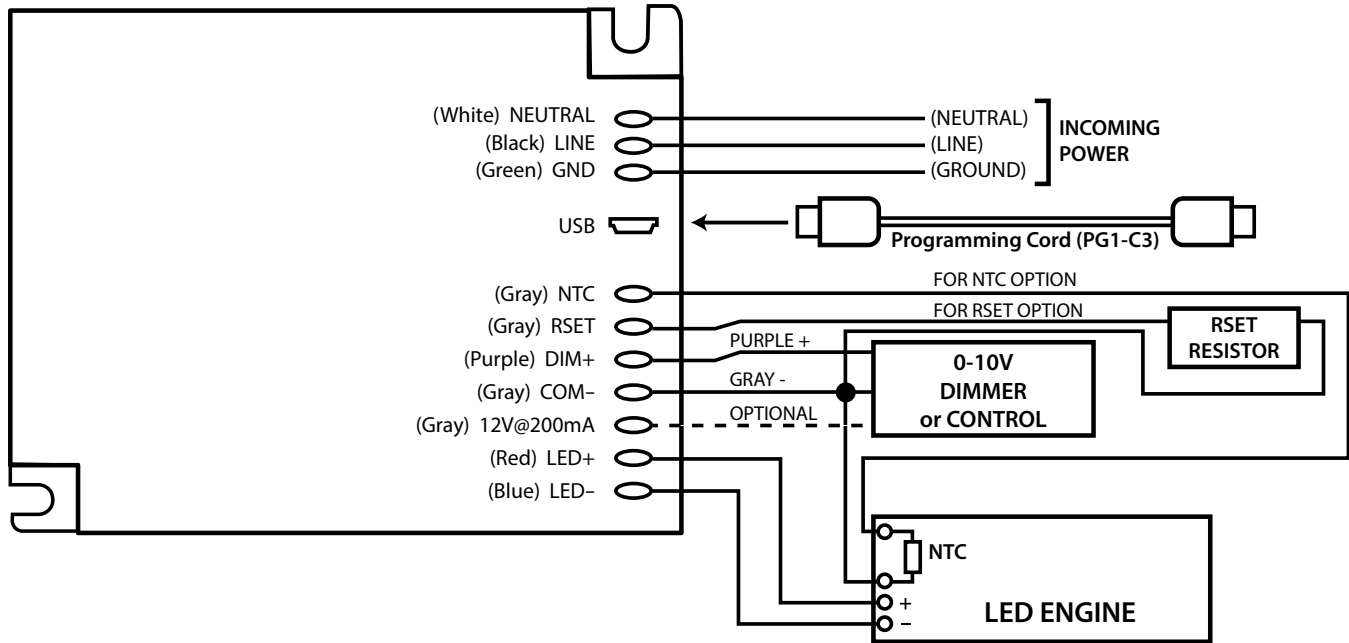 (White) NEUTRAL
(NEUTRAL)
(Black) LINE
(LINE)
(Green) GND
(GROUND)
INCOMING
POWER
USB
Programming Cord (PG1-C3)
(Gray) NTC
FOR NTC OPTION
(Gray) RSET
FOR RSET OPTION
RSET
RESISTOR
(Purple) DIM+
PURPLE +
(Gray) COM–
GRAY -
0-10V
DIMMER
or CONTROL
(Gray) 12V@200mA
OPTIONAL
(Red) LED+
(Blue) LED–
NTC
+
–
LED ENGINE